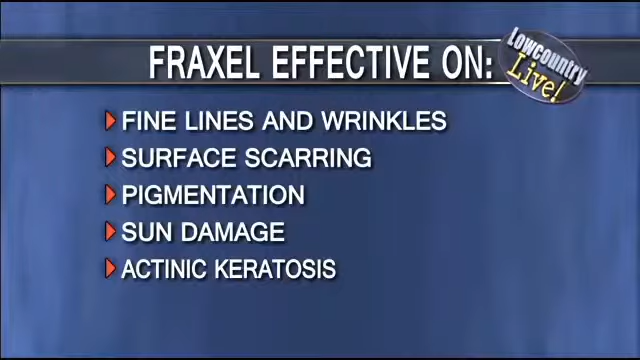 FRAXEL EFFECTIVE ON:
Lowcountry
Live!
FINE LINES AND WRINKLES
SURFACE SCARRING
PIGMENTATION
SUN DAMAGE
ACTINIC KERATOSIS